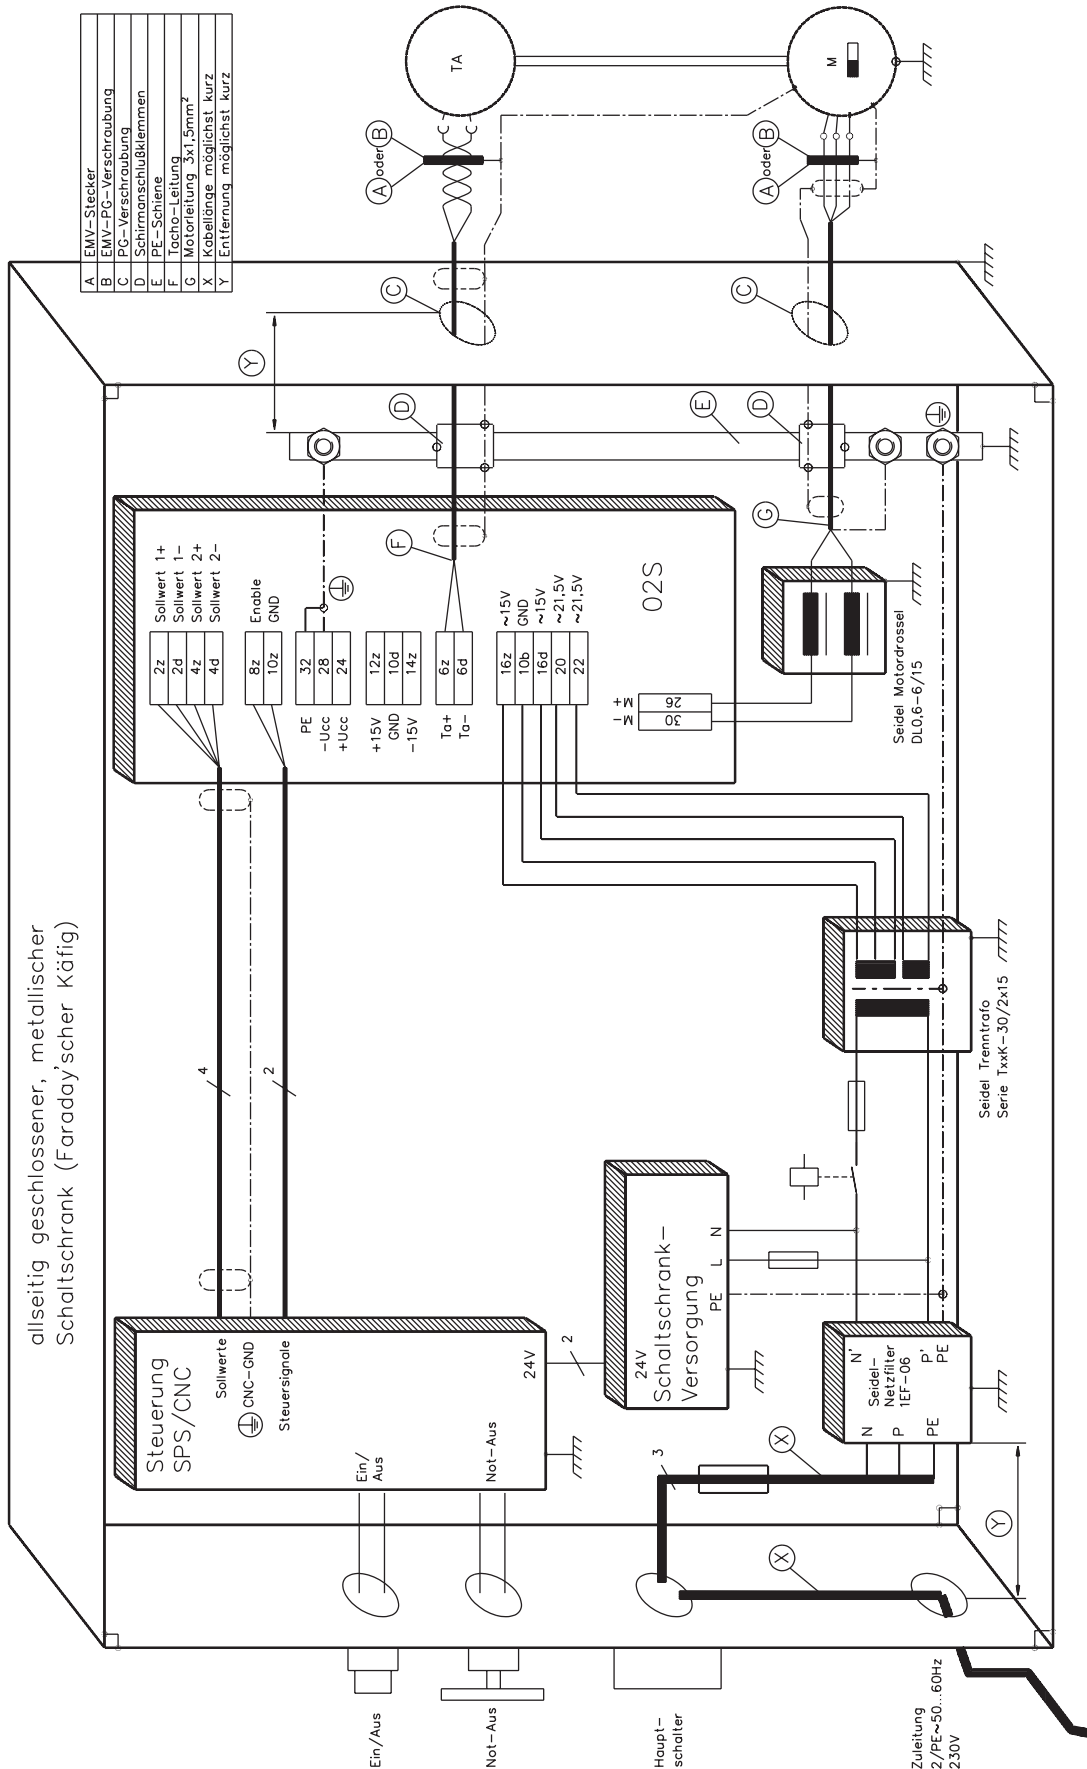 allseitig geschlossener, metallischer
Schaltschrank (Faraday'scher Käfig)
A EMV-Stecker
B EMV-PG-Verschraubung
C PG-Verschraubung
D Schirmanschlußklemmen
E PE-Schiene
F Tacho-Leitung
G Motorleitung 3x1,5mm²
X Kabellänge möglichst kurz
Y Entfernung möglichst kurz
Steuerung
SPS/CNC
Sollwerte
CNC-GND
Steuersignale
Ein/
Aus
Not-Aus
24V
4
2
2
2z Sollwert 1+
2d Sollwert 1-
4z Sollwert 2+
4d Sollwert 2-
8z Enable
10z GND
PE 32
-Ucc 28
+Ucc 24
+15V 12z
GND 10d
-15V 14z
Ta+ 6z
Ta- 6d
16z ~15V
10b GND
16d ~15V
20 ~21,5V
22 ~21,5V
M- 30
M+ 26
02S
F
G
D
D
E
Y
C
C
A oder B
A oder B
TA
M
Seidel Motordrossel
DL0,6-6/15
24V
Schaltschrank-
Versorgung
PE L N
Seidel Trenntrafo
Serie TxxK-30/2x15
N'
Seidel-
Netzfilter
1EF-06
P'
PE
N
P
PE
3
X
X
Y
Ein/Aus
Not-Aus
Haupt-
schalter
Zuleitung
2/PE~50...60Hz
230V